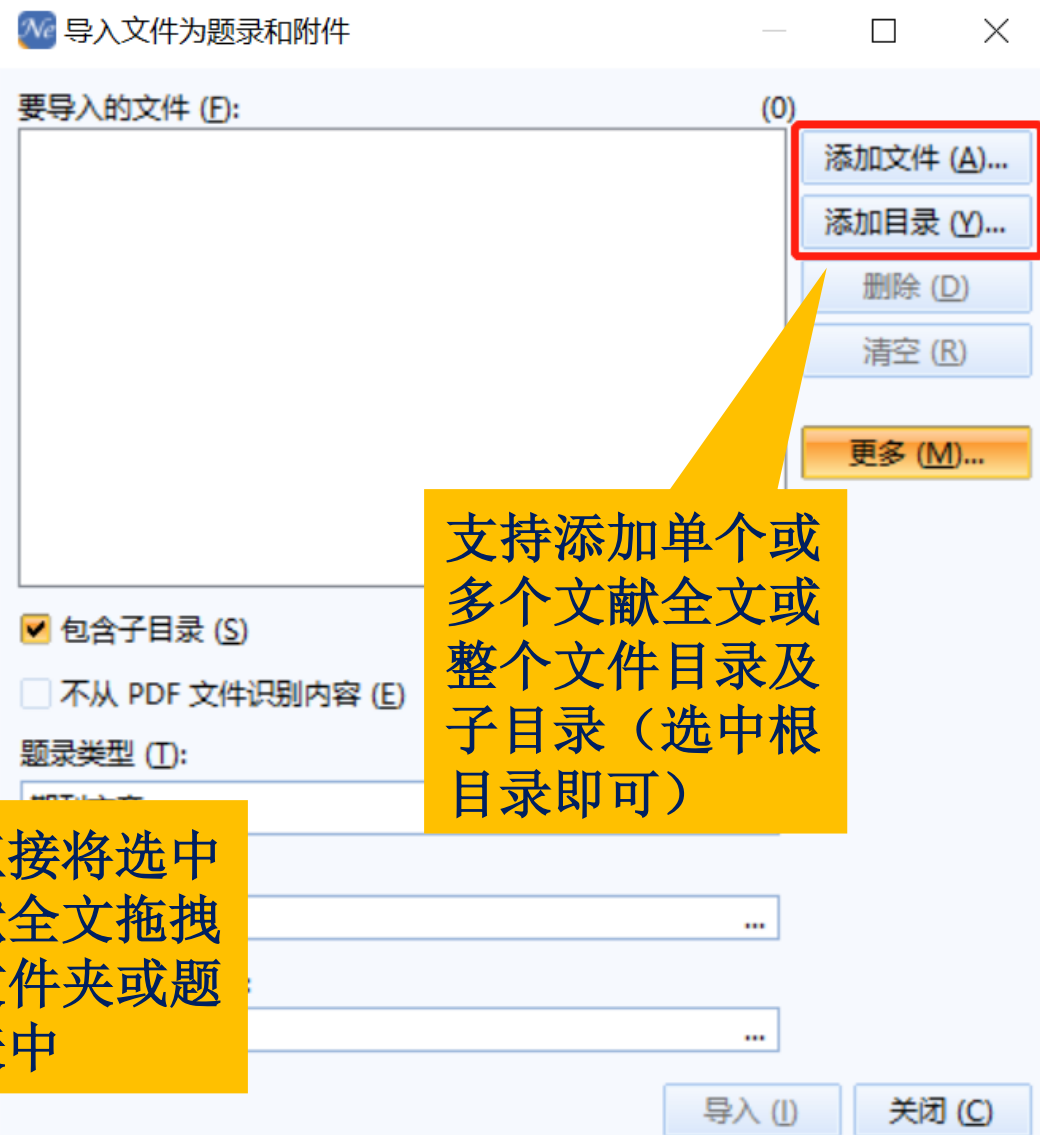 Ne 导入文件为题录和附件
要导入的文件 (F): (0)
添加文件 (A)...
添加目录 (Y)...
删除 (D)
清空 (R)
更多 (M)...
支持添加单个或
多个文献全文或
整个文件目录及
子目录（选中根
目录即可）
包含子目录 (S)
不从 PDF 文件识别内容 (E)
题录类型 (T):
接将选中
全文拖拽
件夹或题
中
...
:
...
导入 (I)
关闭 (C)